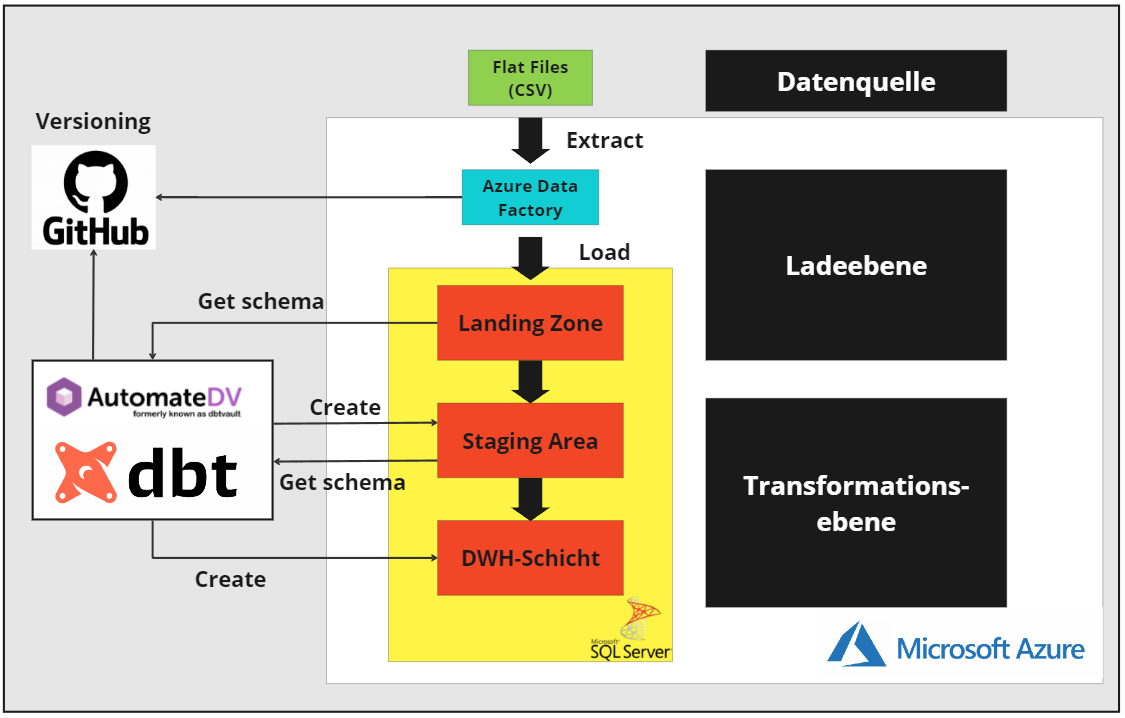 Flat Files
(CSV)
Datenquelle
Versioning
Extract
GitHub
Azure Data
Factory
Ladeebene
Load
Get schema
Landing Zone
AutomateDV
formerly known as dbtvault
Create
Staging Area
dbt
Get schema
Transformations-
ebene
DWH-Schicht
Create
Microsoft
SQL Server
Microsoft Azure